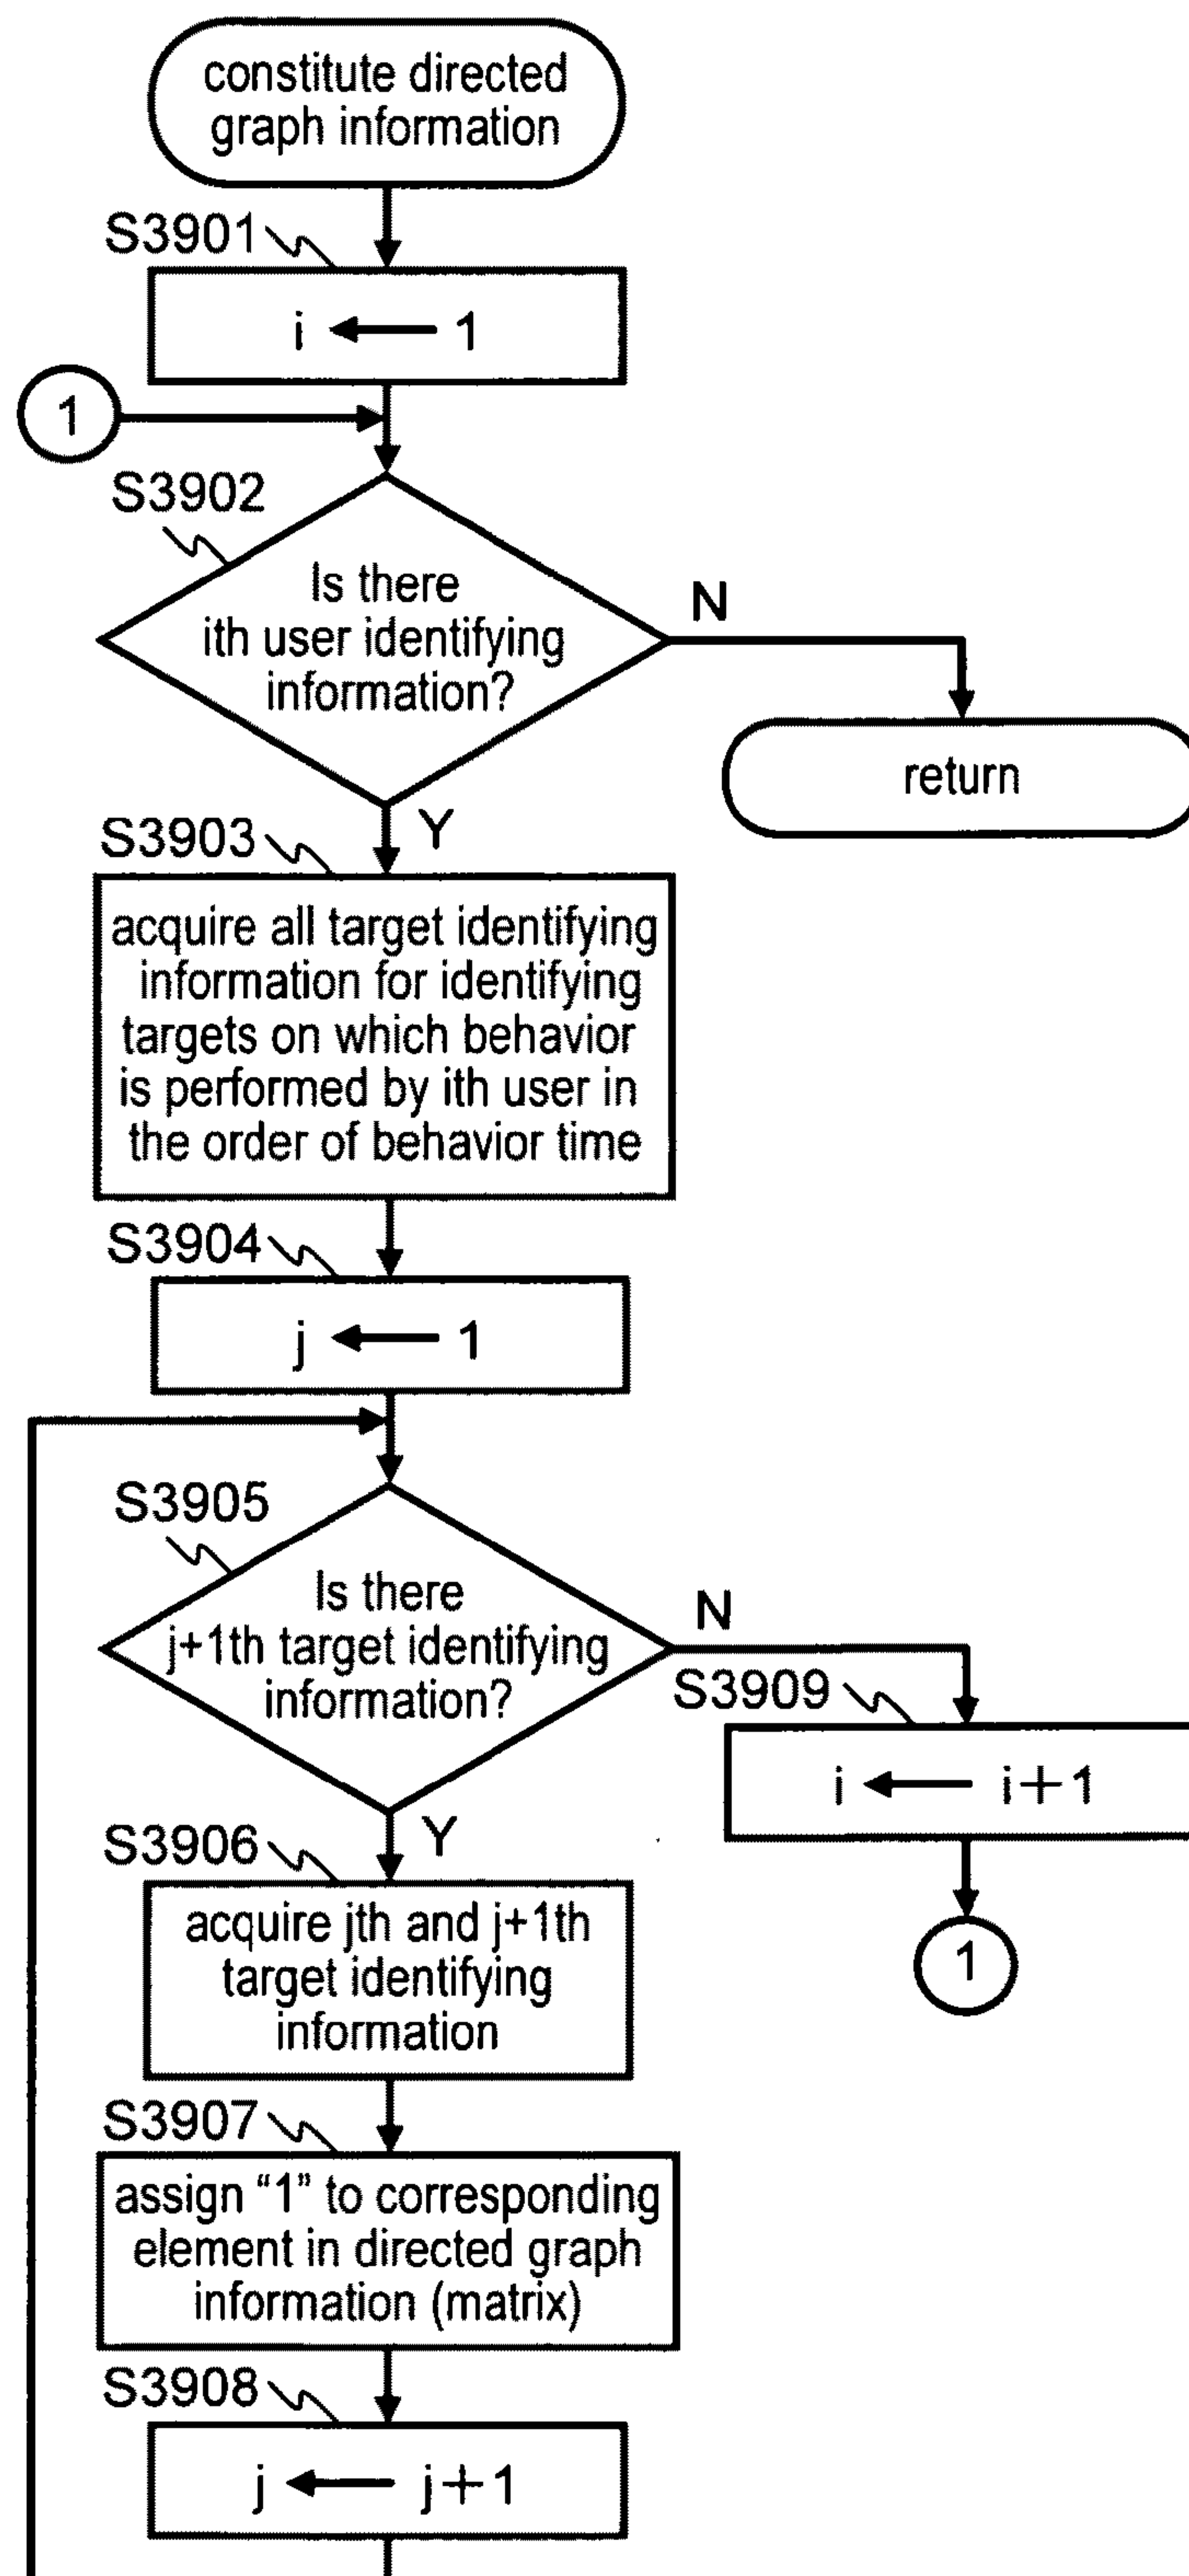 constitute directed
graph information
S3901
i ← 1
1
S3902
Is there
ith user identifying
information?
N
return
Y
S3903
acquire all target identifying
information for identifying
targets on which behavior
is performed by ith user in
the order of behavior time
S3904
j ← 1
S3905
Is there
j+1th target identifying
information?
N
S3909
i ← i+1
1
Y
S3906
acquire jth and j+1th
target identifying
information
S3907
assign “1” to corresponding
element in directed graph
information (matrix)
S3908
j ← j+1